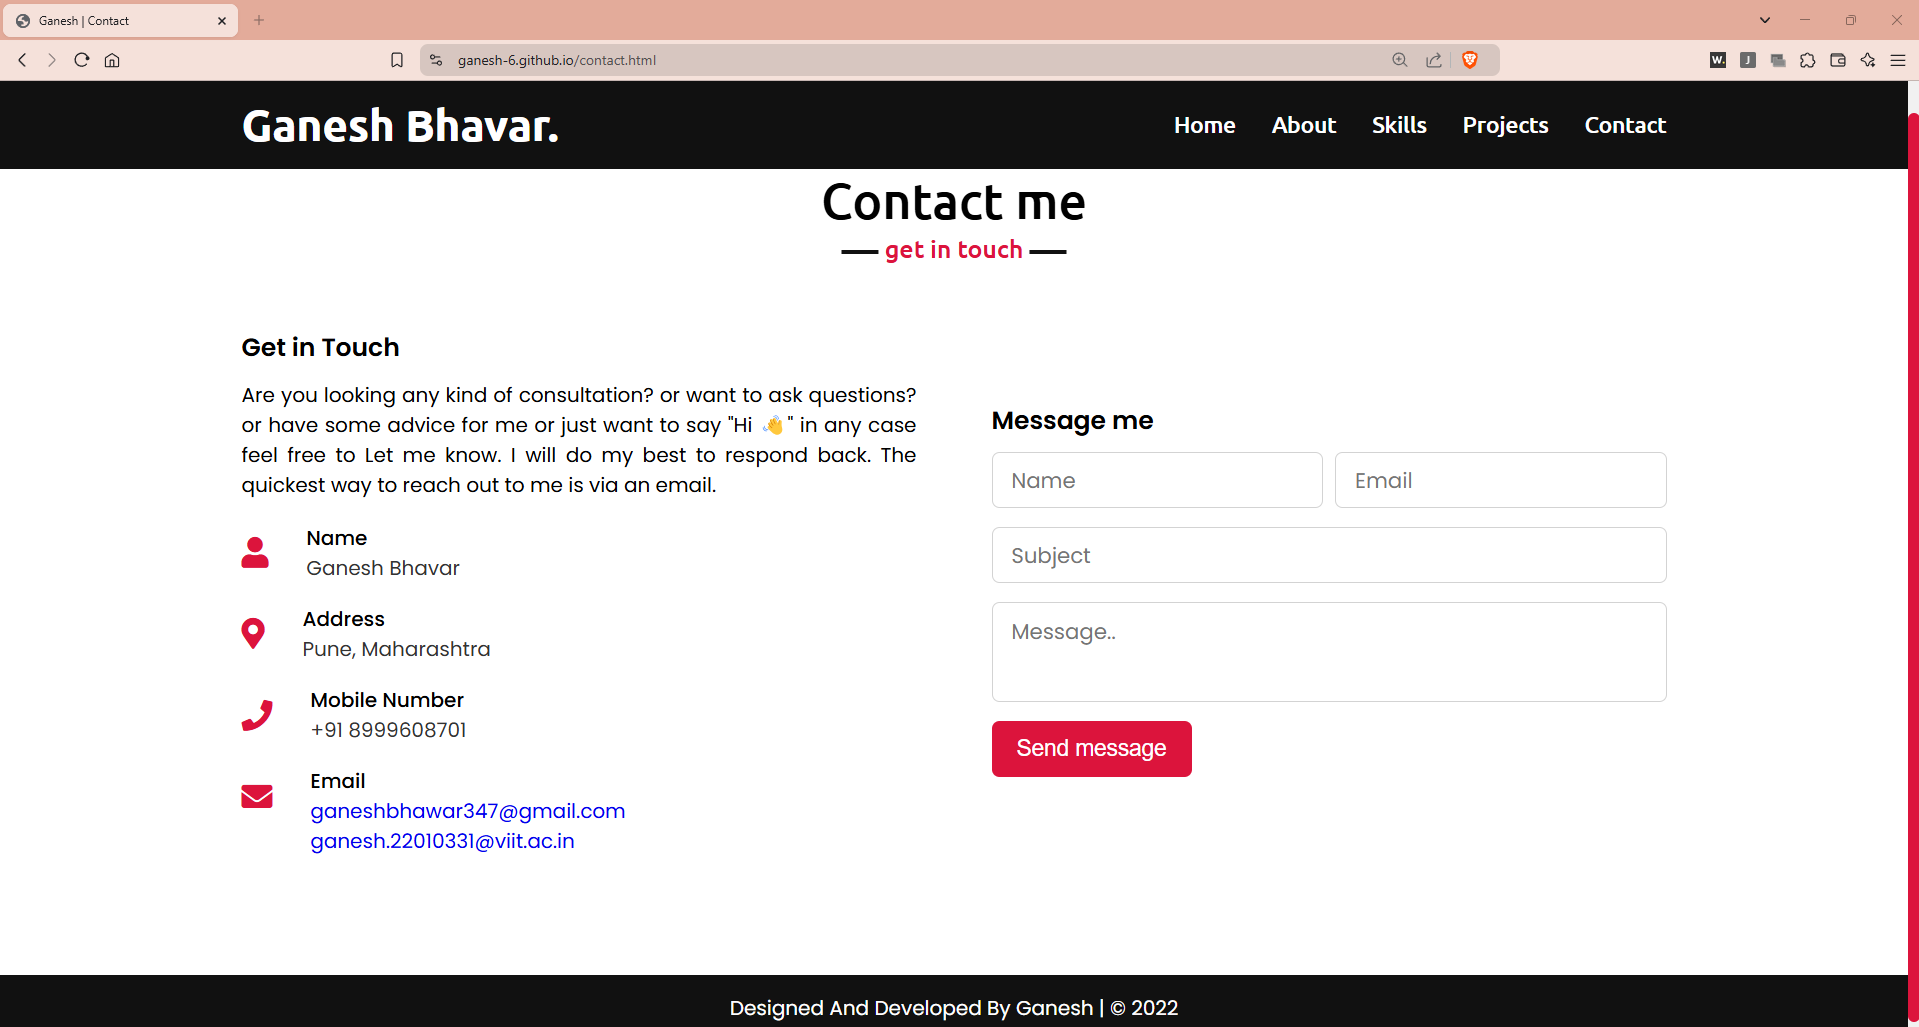 Ganesh | Contact
ganesh-6.github.io/contact.html
W.
J
Ganesh Bhavar.
Home About Skills Projects Contact
Contact me
get in touch
Get in Touch
Are you looking any kind of consultation? or want to ask questions?
or have some advice for me or just want to say "Hi 👋" in any case
feel free to Let me know. I will do my best to respond back. The
quickest way to reach out to me is via an email.
Name
Ganesh Bhavar
Address
Pune, Maharashtra
Mobile Number
+91 8999608701
Email
ganeshbhawar347@gmail.com
ganesh.22010331@viit.ac.in
Message me
Name Email
Subject
Message..
Send message
Designed And Developed By Ganesh | © 2022